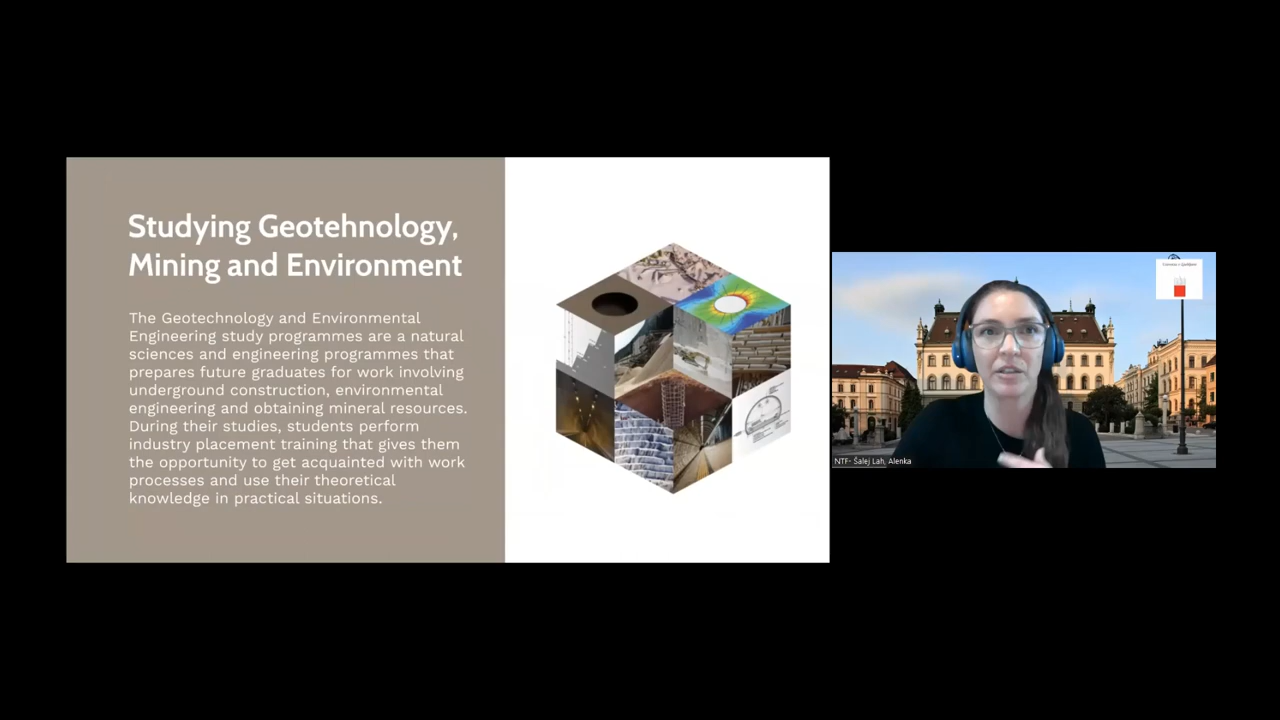 Studying Geotehnology,
Mining and Environment
The Geotechnology and Environmental
Engineering study programmes are a natural
sciences and engineering programmes that
prepares future graduates for work involving
underground construction, environmental
engineering and obtaining mineral resources.
During their studies, students perform
industry placement training that gives them
the opportunity to get acquainted with work
processes and use their theoretical
knowledge in practical situations.
NTF- Šalej Lah, Alenka